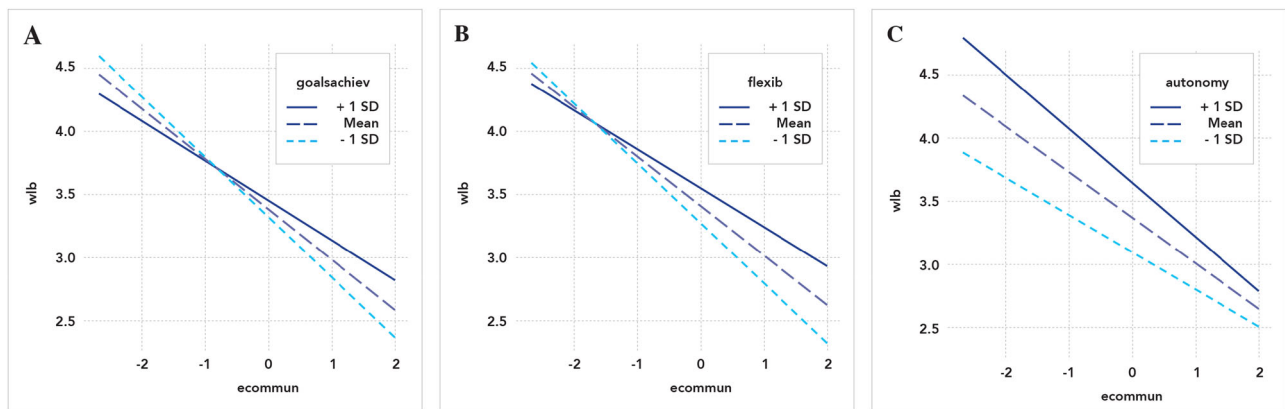 A
goalsachiev
+ 1 SD
Mean
- 1 SD
4.5
4.0
3.5
3.0
2.5
wlb
-2 -1 0 1 2
ecommun
B
flexib
+ 1 SD
Mean
- 1 SD
4.5
4.0
3.5
3.0
2.5
wlb
-2 -1 0 1 2
ecommun
C
autonomy
+ 1 SD
Mean
- 1 SD
4.5
4.0
3.5
3.0
2.5
wlb
-2 -1 0 1 2
ecommun